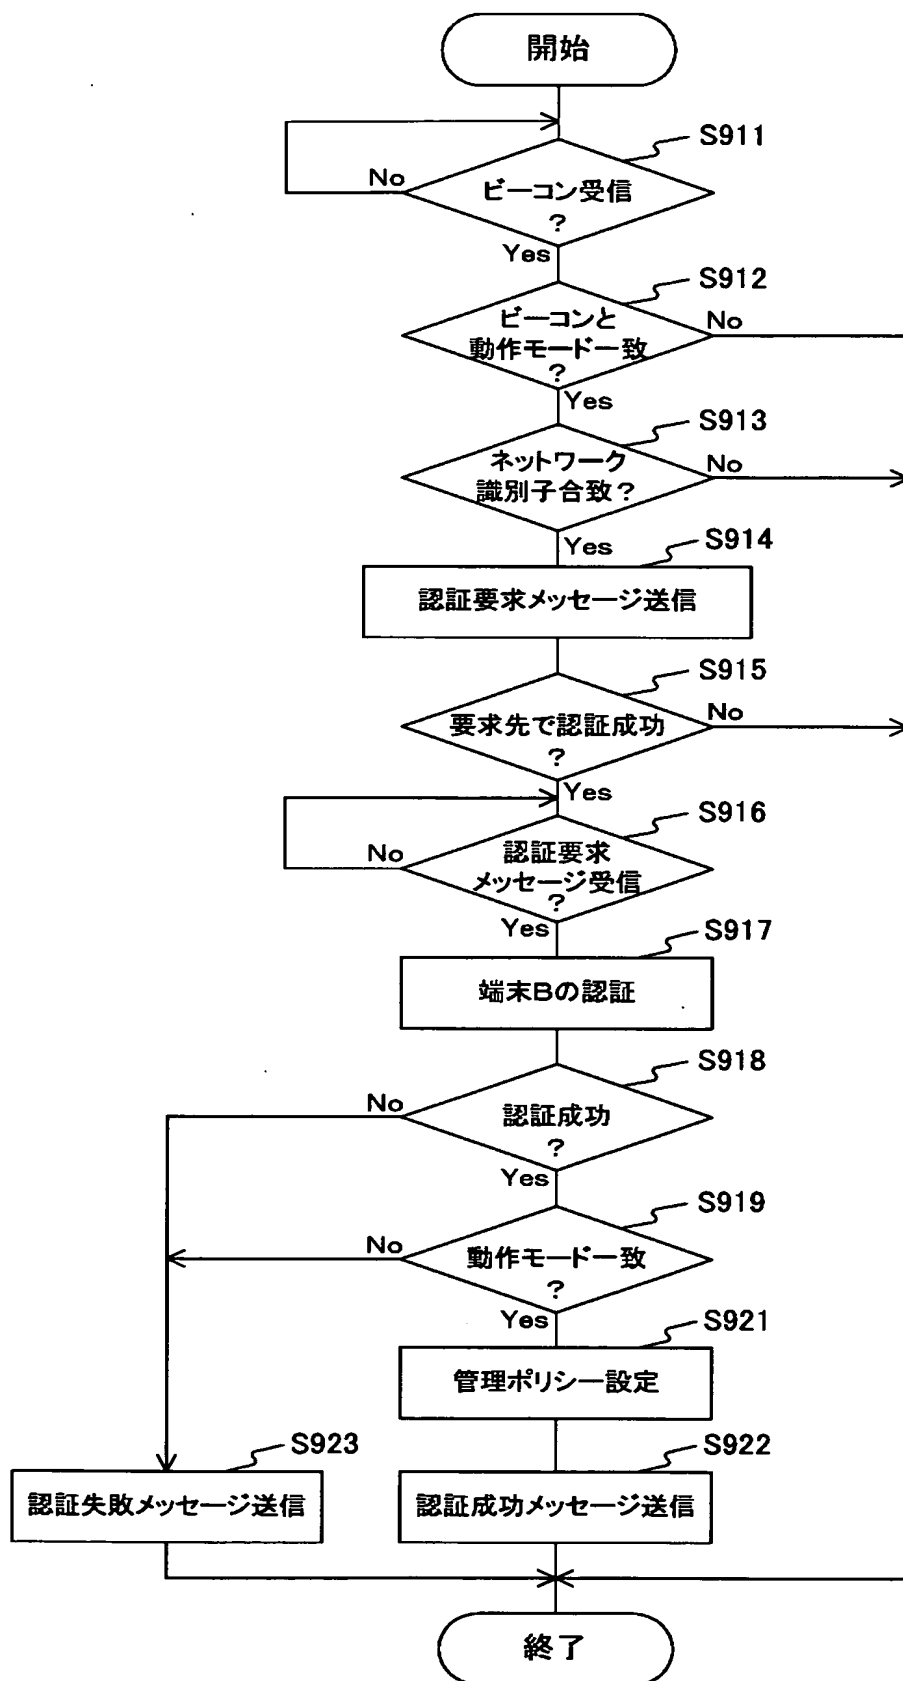 開始
S911
No
ビーコン受信
?
Yes
S912
ビーコンと
動作モード一致
?
No
Yes
S913
ネットワーク
識別子合致?
No
Yes
S914
認証要求メッセージ送信
S915
要求先で認証成功
?
No
Yes
S916
No
認証要求
メッセージ受信
?
Yes
S917
端末Bの認証
S918
No
認証成功
?
Yes
S919
No
動作モード一致
?
Yes
S921
管理ポリシー設定
S923
S922
認証失敗メッセージ送信
認証成功メッセージ送信
終了